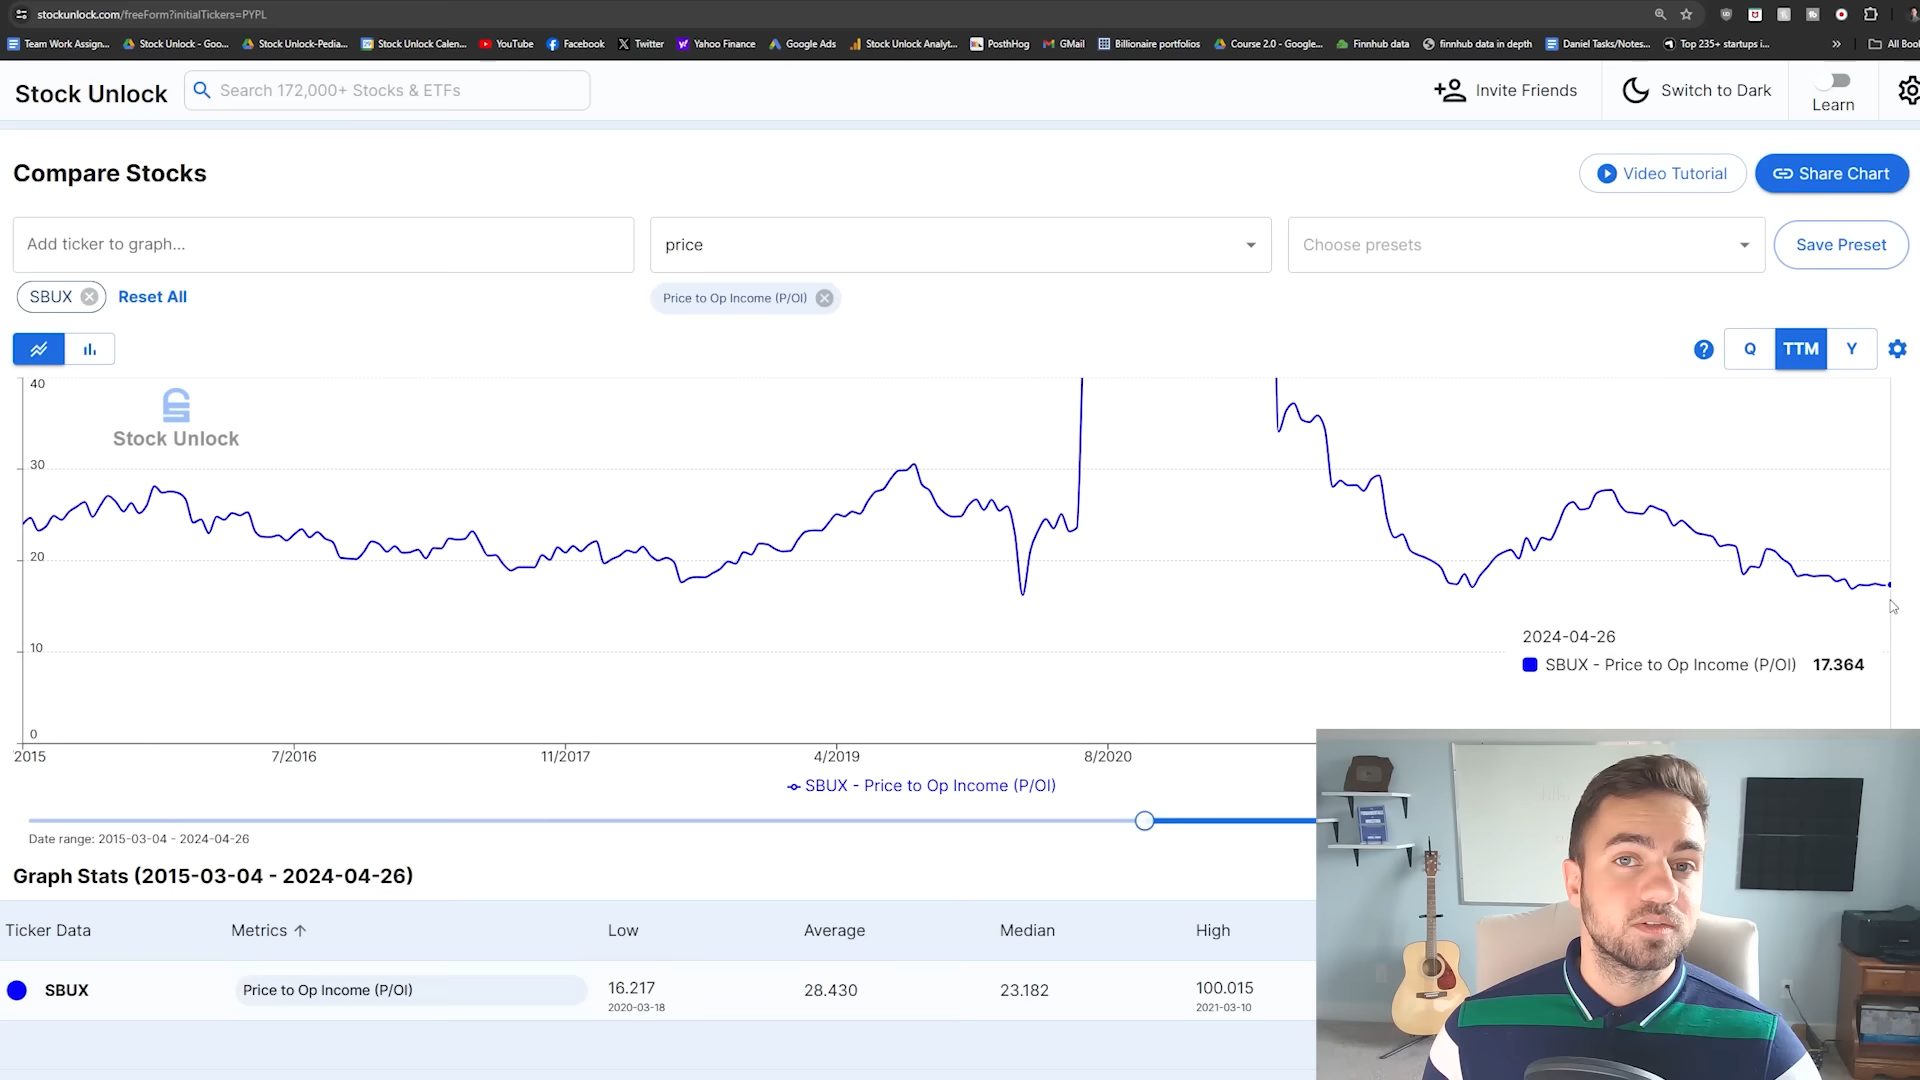 stockunlock.com/freeForm?initialTickers=PYPL
Team Work Assign... Stock Unlock - Goo... Stock Unlock-Pedia... Stock Unlock Calen... YouTube Facebook Twitter Yahoo Finance Google Ads Stock Unlock Analyt... PostHog GMail Billionaire portfolios Course 2.0 - Google... Finnhub data finnhub data in depth Daniel Tasks/Notes... Top 235+ startups i... » All Boo
Stock Unlock
Search 172,000+ Stocks & ETFs
Invite Friends
Switch to Dark
Learn
Compare Stocks
Video Tutorial
Share Chart
Add ticker to graph...
price
Choose presets
Save Preset
SBUX
Reset All
Price to Op Income (P/OI)
Q TTM Y
40
Stock Unlock
30
20
10
0
2024-04-26
SBUX - Price to Op Income (P/OI) 17.364
2015 7/2016 11/2017 4/2019 8/2020
SBUX - Price to Op Income (P/OI)
Date range: 2015-03-04 - 2024-04-26
Graph Stats (2015-03-04 - 2024-04-26)
Ticker Data Metrics Low Average Median High
SBUX Price to Op Income (P/OI) 16.217 28.430 23.182 100.015
2020-03-18 2021-03-10